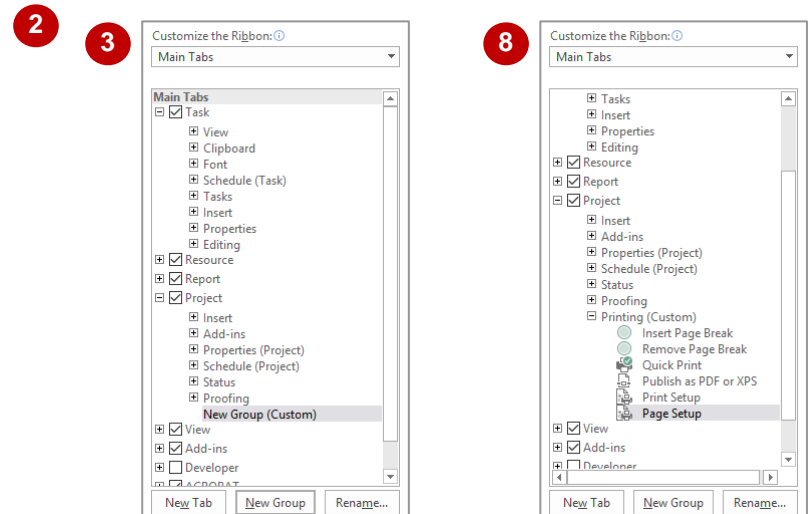 2
3
Customize the Ribbon:
Main Tabs
Main Tabs
Task
View
Clipboard
Font
Schedule (Task)
Tasks
Insert
Properties
Editing
Resource
Report
Project
Insert
Add-ins
Properties (Project)
Schedule (Project)
Status
Proofing
New Group (Custom)
View
Add-ins
Developer
ACROBAT
New Tab
New Group
Rename...
8
Customize the Ribbon:
Main Tabs
Tasks
Insert
Properties
Editing
Resource
Report
Project
Insert
Add-ins
Properties (Project)
Schedule (Project)
Status
Proofing
Printing (Custom)
Insert Page Break
Remove Page Break
Quick Print
Publish as PDF or XPS
Print Setup
Page Setup
View
Add-ins
Developer
New Tab
New Group
Rename...